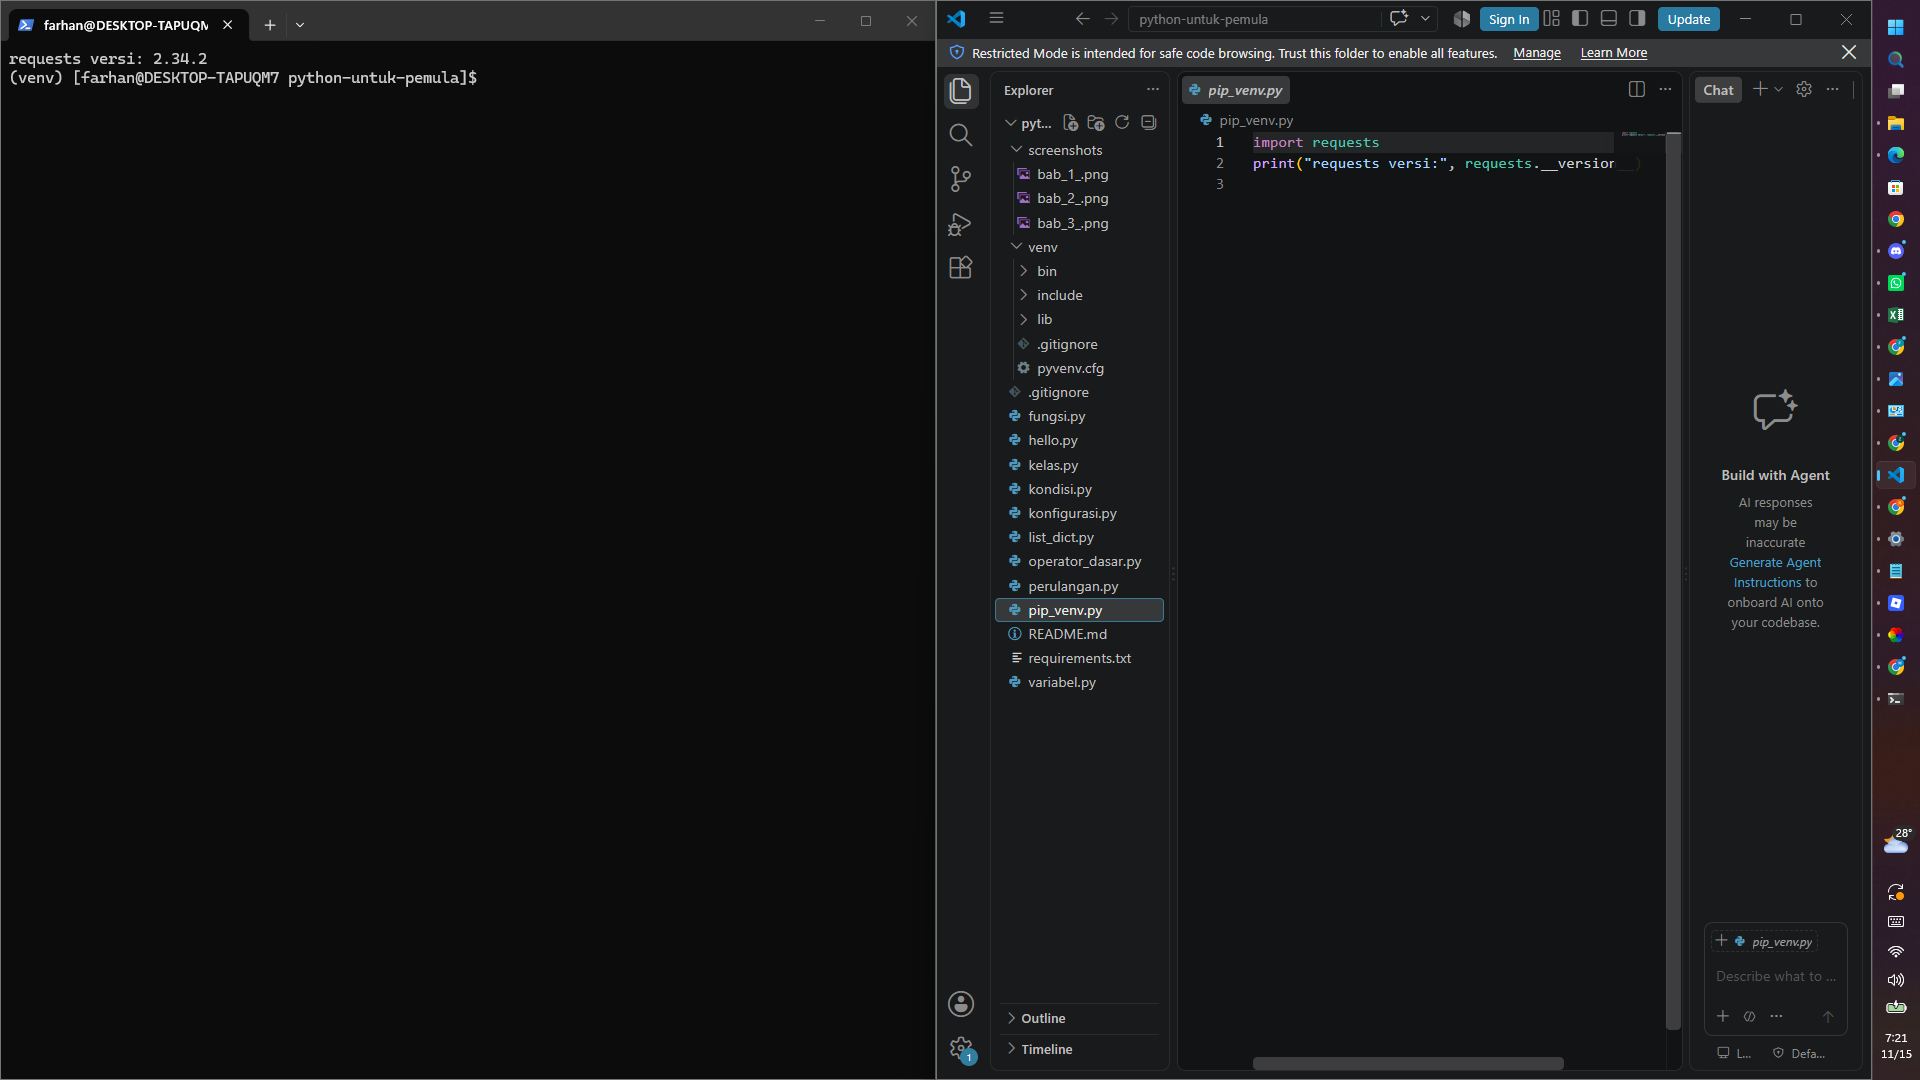 farhan@DESKTOP-TAPUQM
requests versi: 2.34.2
(venv) [farhan@DESKTOP-TAPUQM7 python-untuk-pemula]$
python-untuk-pemula
Sign In
Update
Restricted Mode is intended for safe code browsing. Trust this folder to enable all features.
Manage
Learn More
Explorer
pyt...
screenshots
bab_1_.png
bab_2_.png
bab_3_.png
venv
bin
include
lib
.gitignore
pyvenv.cfg
.gitignore
fungsi.py
hello.py
kelas.py
kondisi.py
konfigurasi.py
list_dict.py
operator_dasar.py
perulangan.py
pip_venv.py
README.md
requirements.txt
variabel.py
Outline
Timeline
1
pip_venv.py
pip_venv.py
1 import requests
2 print("requests versi:", requests.__version__)
3
Chat
Build with Agent
AI responses
may be
inaccurate
Generate Agent
Instructions to
onboard AI onto
your codebase.
pip_venv.py
Describe what to ...
L...
Defa...
28°
7:21
11/15